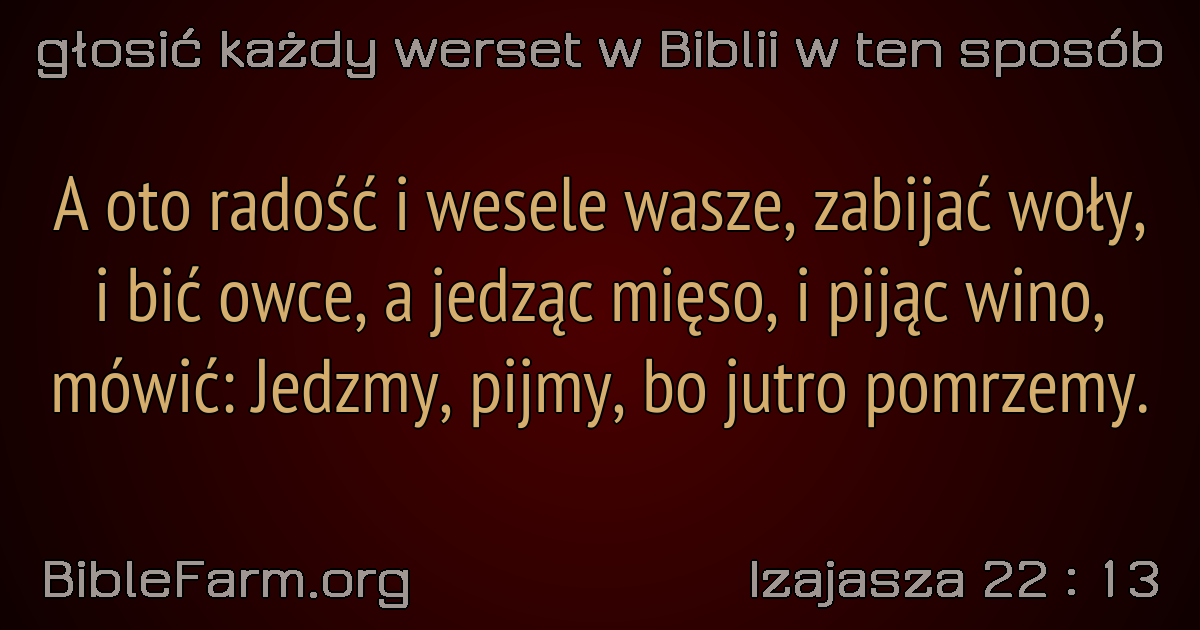 głosić każdy werset w Biblii w ten sposób
A oto radość i wesele wasze, zabijać woły,
i bić owce, a jedząc mięso, i pijąc wino,
mówić: Jedzmy, pijmy, bo jutro pomrzemy.
BibleFarm.org
Izajasza 22 : 13